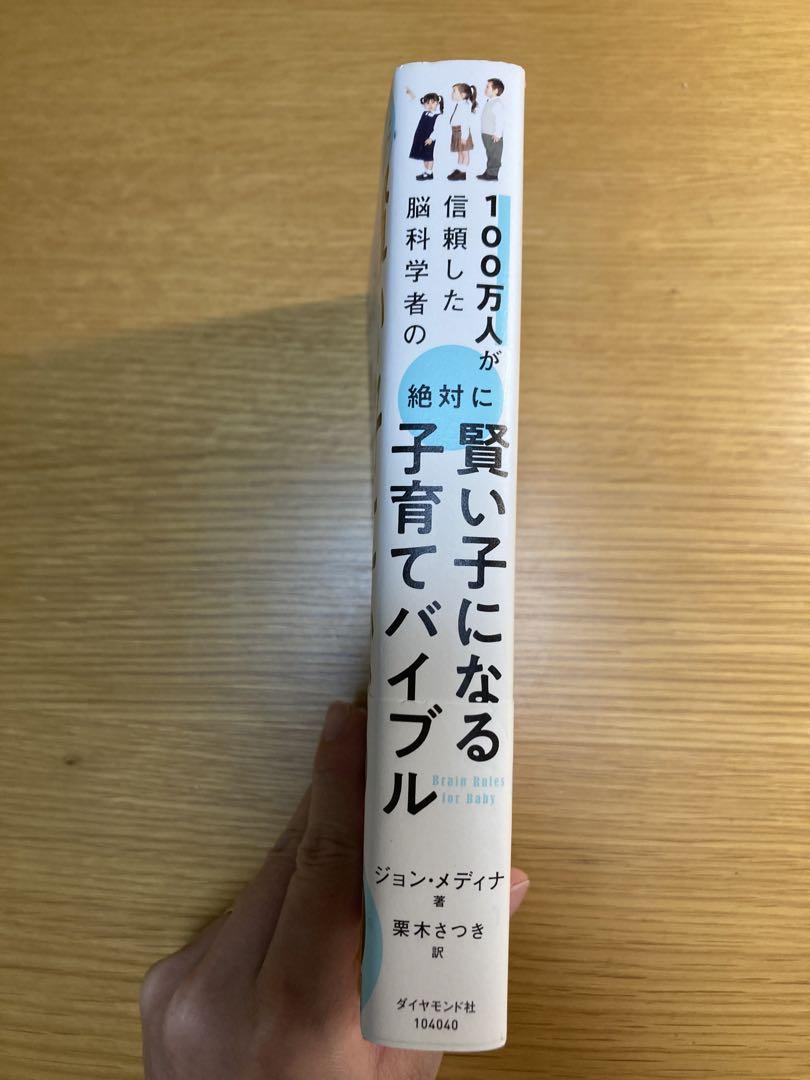 100万人が
信頼した
脳科学者の
絶対に
賢い子になる
子育てバイブル
Brain Rules
for Baby
ジョン・メディナ
著
栗木さつき
訳
ダイヤモンド社
104040